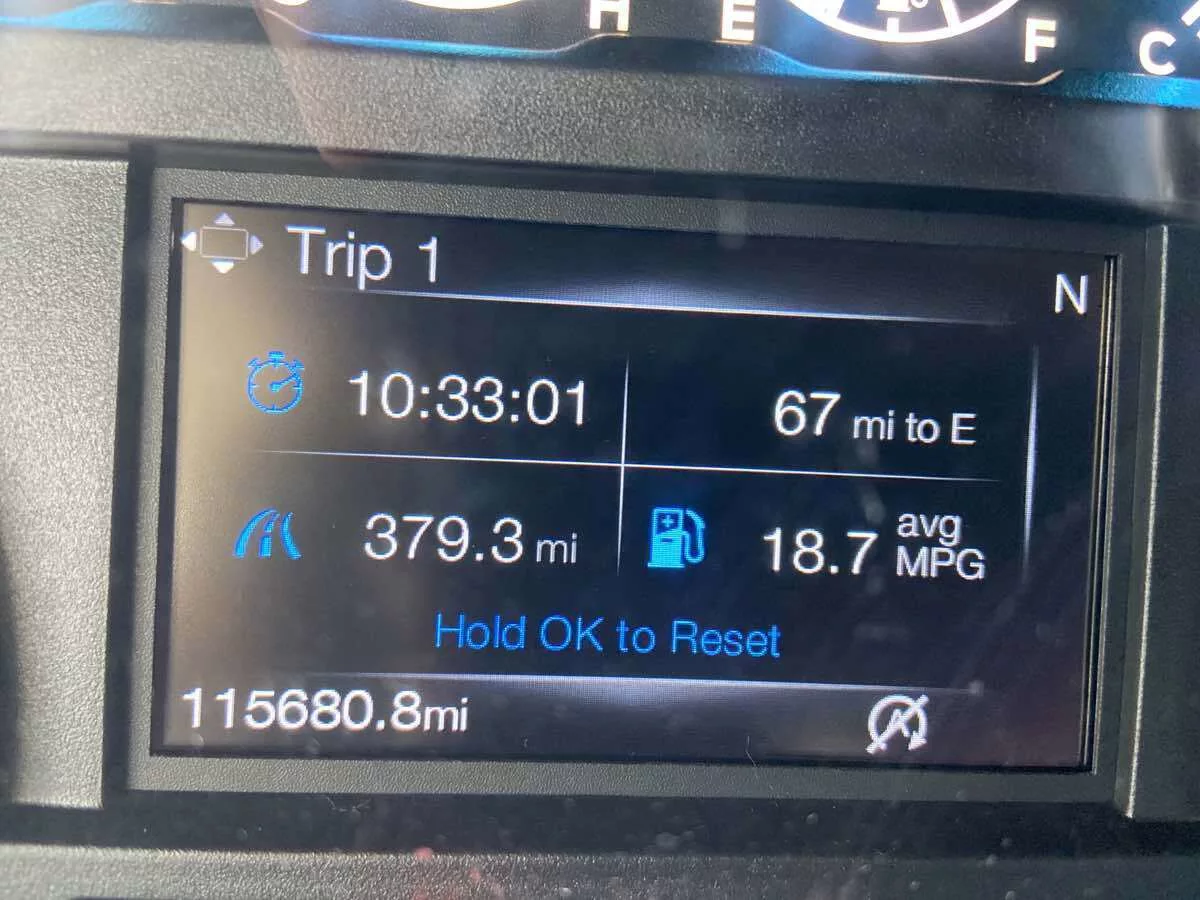 H E F C
Trip 1
N
10:33:01
67 mi to E
379.3 mi
18.7 avg MPG
Hold OK to Reset
115680.8mi
A